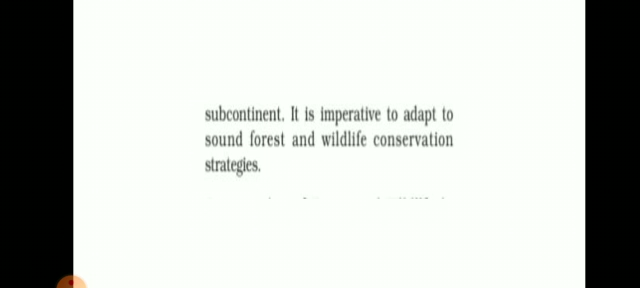 subcontinent. It is imperative to adapt to
sound forest and wildlife conservation
strategies.